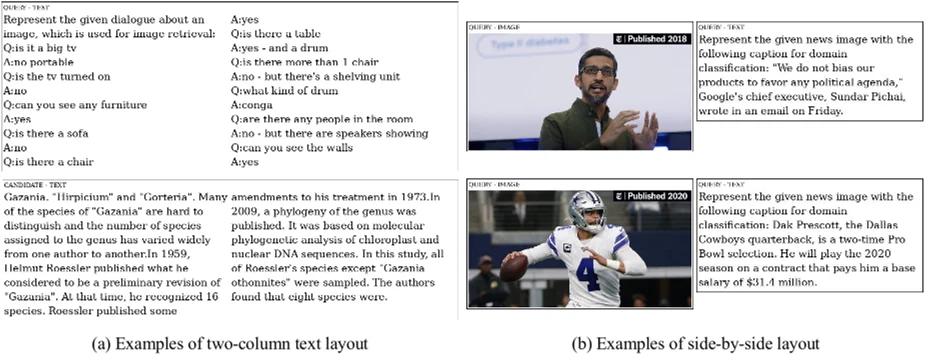 QUERY - TEXT
Represent the given dialogue about an
image, which is used for image retrieval:
Q:is it a big tv
A:no portable
Q:is the tv turned on
A:no
Q:can you see any furniture
A:yes
Q:is there a sofa
A:no
Q:is there a chair
A:yes
Q:is there a table
A:yes - and a drum
Q:is there more than 1 chair
A:no - but there's a shelving unit
Q:what kind of drum
A:conga
Q:are there any people in the room
A:no - but there are speakers showing
Q:can you see the walls
A:yes
CANDIDATE - TEXT
Gazania. "Hirpicium" and "Gorteria". Many
of the species of "Gazania" are hard to
distinguish and the number of species
assigned to the genus has varied widely
from one author to another.In 1959,
Helmut Roessler published what he
considered to be a preliminary revision of
"Gazania". At that time, he recognized 16
species. Roessler published some
amendments to his treatment in 1973.In
2009, a phylogeny of the genus was
published. It was based on molecular
phylogenetic analysis of chloroplast and
nuclear DNA sequences. In this study, all
of Roessler's species except "Gazania
othonnites" were sampled. The authors
found that eight species were.
(a) Examples of two-column text layout
QUERY - IMAGE
Type II diabetes
Published 2018
QUERY - TEXT
Represent the given news image with the
following caption for domain
classification: "We do not bias our
products to favor any political agenda,"
Google's chief executive, Sundar Pichai,
wrote in an email on Friday.
QUERY - IMAGE
Published 2020
4
QUERY - TEXT
Represent the given news image with the
following caption for domain
classification: Dak Prescott, the Dallas
Cowboys quarterback, is a two-time Pro
Bowl selection. He will play the 2020
season on a contract that pays him a base
salary of $31.4 million.
(b) Examples of side-by-side layout